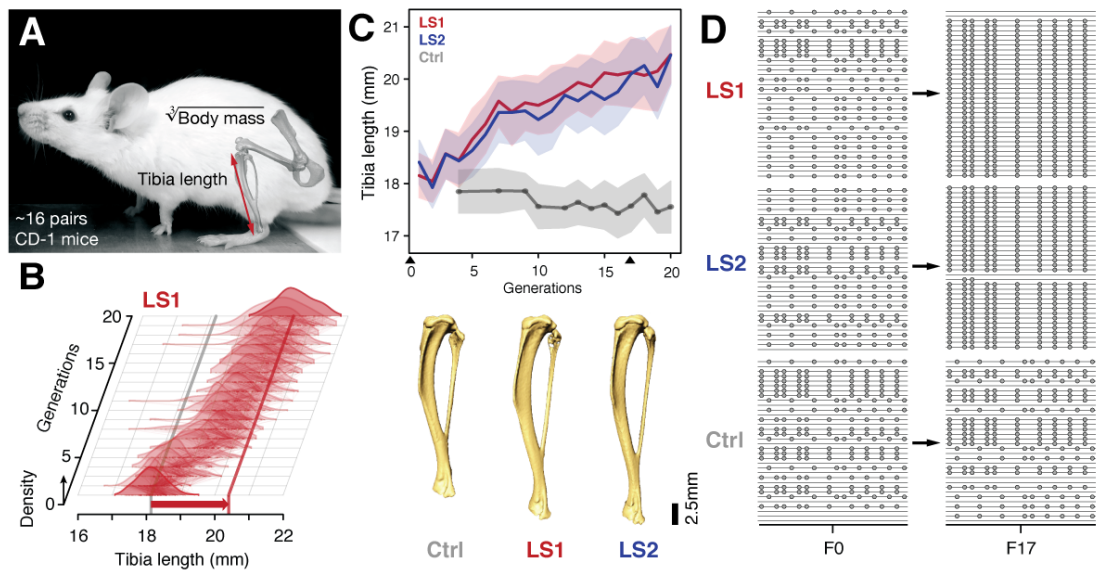 A
∛Body mass
Tibia length
~16 pairs
CD-1 mice
B
LS1
20
15
10
5
0
Generations
Density
16
18
20
22
Tibia length (mm)
C
LS1
LS2
Ctrl
21
20
19
18
17
Tibia length (mm)
0
5
10
15
20
Generations
2.5mm
Ctrl
LS1
LS2
D
LS1
LS2
Ctrl
F0
F17